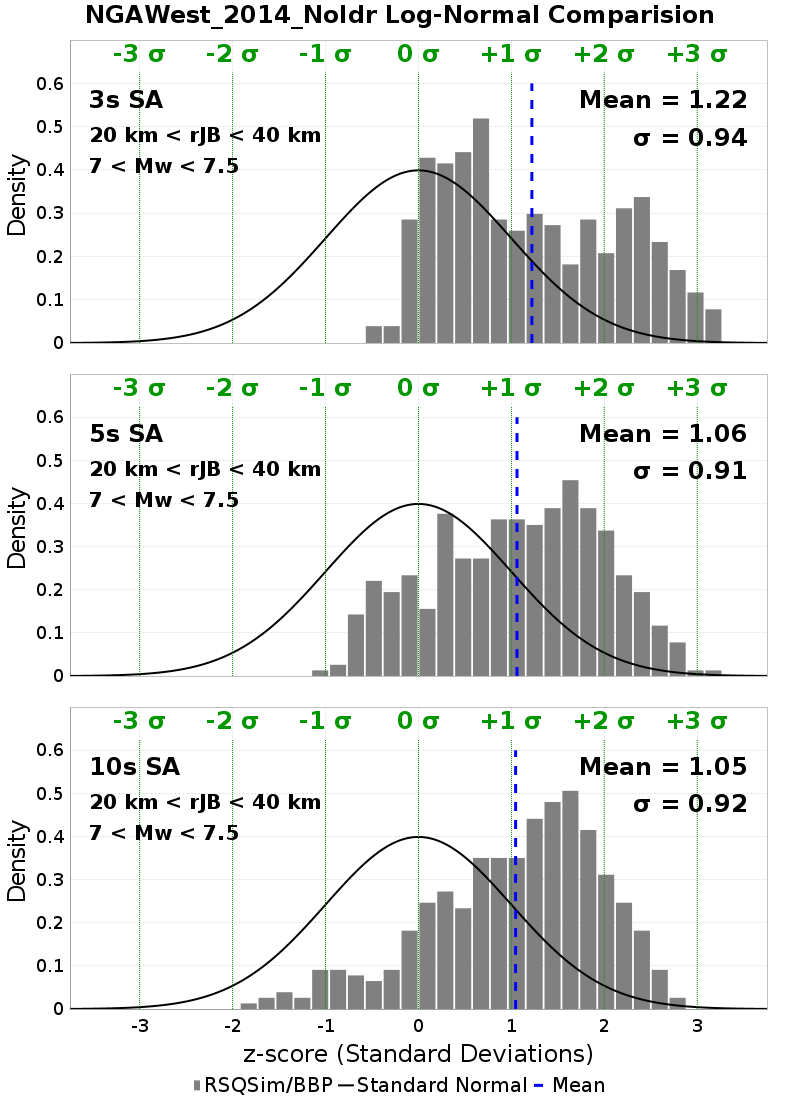 NGAWest_2014_NoIdr Log-Normal Comparision
-3 σ -2 σ -1 σ 0 σ +1 σ +2 σ +3 σ
3s SA
20 km < rJB < 40 km
7 < Mw < 7.5
Mean = 1.22
σ = 0.94
0.6
0.5
0.4
0.3
0.2
0.1
0
Density
-3 σ -2 σ -1 σ 0 σ +1 σ +2 σ +3 σ
5s SA
20 km < rJB < 40 km
7 < Mw < 7.5
Mean = 1.06
σ = 0.91
0.6
0.5
0.4
0.3
0.2
0.1
0
Density
-3 σ -2 σ -1 σ 0 σ +1 σ +2 σ +3 σ
10s SA
20 km < rJB < 40 km
7 < Mw < 7.5
Mean = 1.05
σ = 0.92
0.6
0.5
0.4
0.3
0.2
0.1
0
Density
-3 -2 -1 0 1 2 3
z-score (Standard Deviations)
RSQSim/BBP Standard Normal Mean